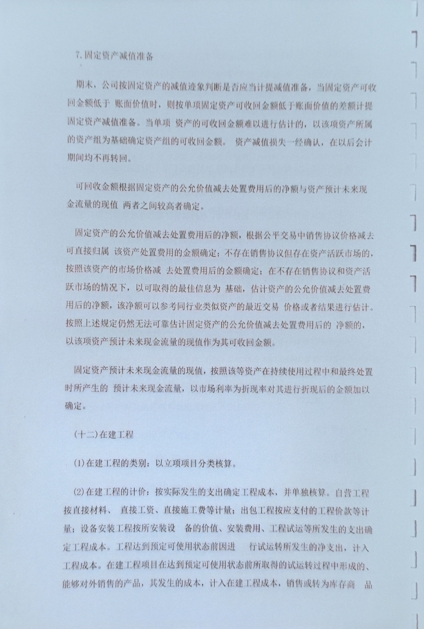 7.固定资产减值准备
期末，公司按固定资产的减值迹象判断是否应当计提减值准备，当固定资产可收
回金额低于 账面价值时，则按单项固定资产可收回金额低于账面价值的差额计提
固定资产减值准备。当单项 资产的可收回金额难以进行估计的，以该项资产所属
的资产组为基础确定资产组的可收回金额。 资产减值损失一经确认，在以后会计
期间均不再转回。
可回收金额根据固定资产的公允价值减去处置费用后的净额与资产预计未来现
金流量的现值 两者之间较高者确定。
固定资产的公允价值减去处置费用后的净额，根据公平交易中销售协议价格减去
可直接归属 该资产处置费用的金额确定；不存在销售协议但存在资产活跃市场的，
按照该资产的市场价格减 去处置费用后的金额确定；在不存在销售协议和资产活
跃市场的情况下，以可取得的最佳信息为 基础，估计资产的公允价值减去处置费
用后的净额，该净额可以参考同行业类似资产的最近交易 价格或者结果进行估计。
按照上述规定仍然无法可靠估计固定资产的公允价值减去处置费用后的 净额的，
以该项资产预计未来现金流量的现值作为其可收回金额。
固定资产预计未来现金流量的现值，按照该等资产在持续使用过程中和最终处置
时所产生的 预计未来现金流量，以市场利率为折现率对其进行折现后的金额加以
确定。
(十二)在建工程
(1)在建工程的类别：以立项项目分类核算。
(2)在建工程的计价：按实际发生的支出确定工程成本，并单独核算。自营工程
按直接材料、 直接工资、直接施工费等计量；出包工程按应支付的工程价款等计
量；设备安装工程按所安装设 备的价值、安装费用、工程试运等所发生的支出确
定工程成本。工程达到预定可使用状态前因进 行试运转所发生的净支出，计入
工程成本。在建工程项目在达到预定可使用状态前所取得的试运转过程中形成的、
能够对外销售的产品，其发生的成本，计入在建工程成本，销售或转为库存商 品